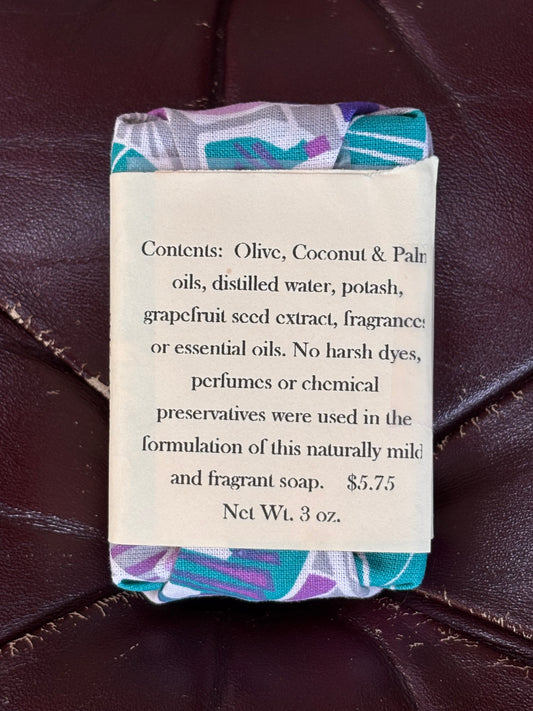 Contents: Olive, Coconut & Palm
oils, distilled water, potash,
grapefruit seed extract, fragrances
or essential oils. No harsh dyes,
perfumes or chemical
preservatives were used in the
formulation of this naturally mild
and fragrant soap. $5.75
Net Wt. 3 oz.